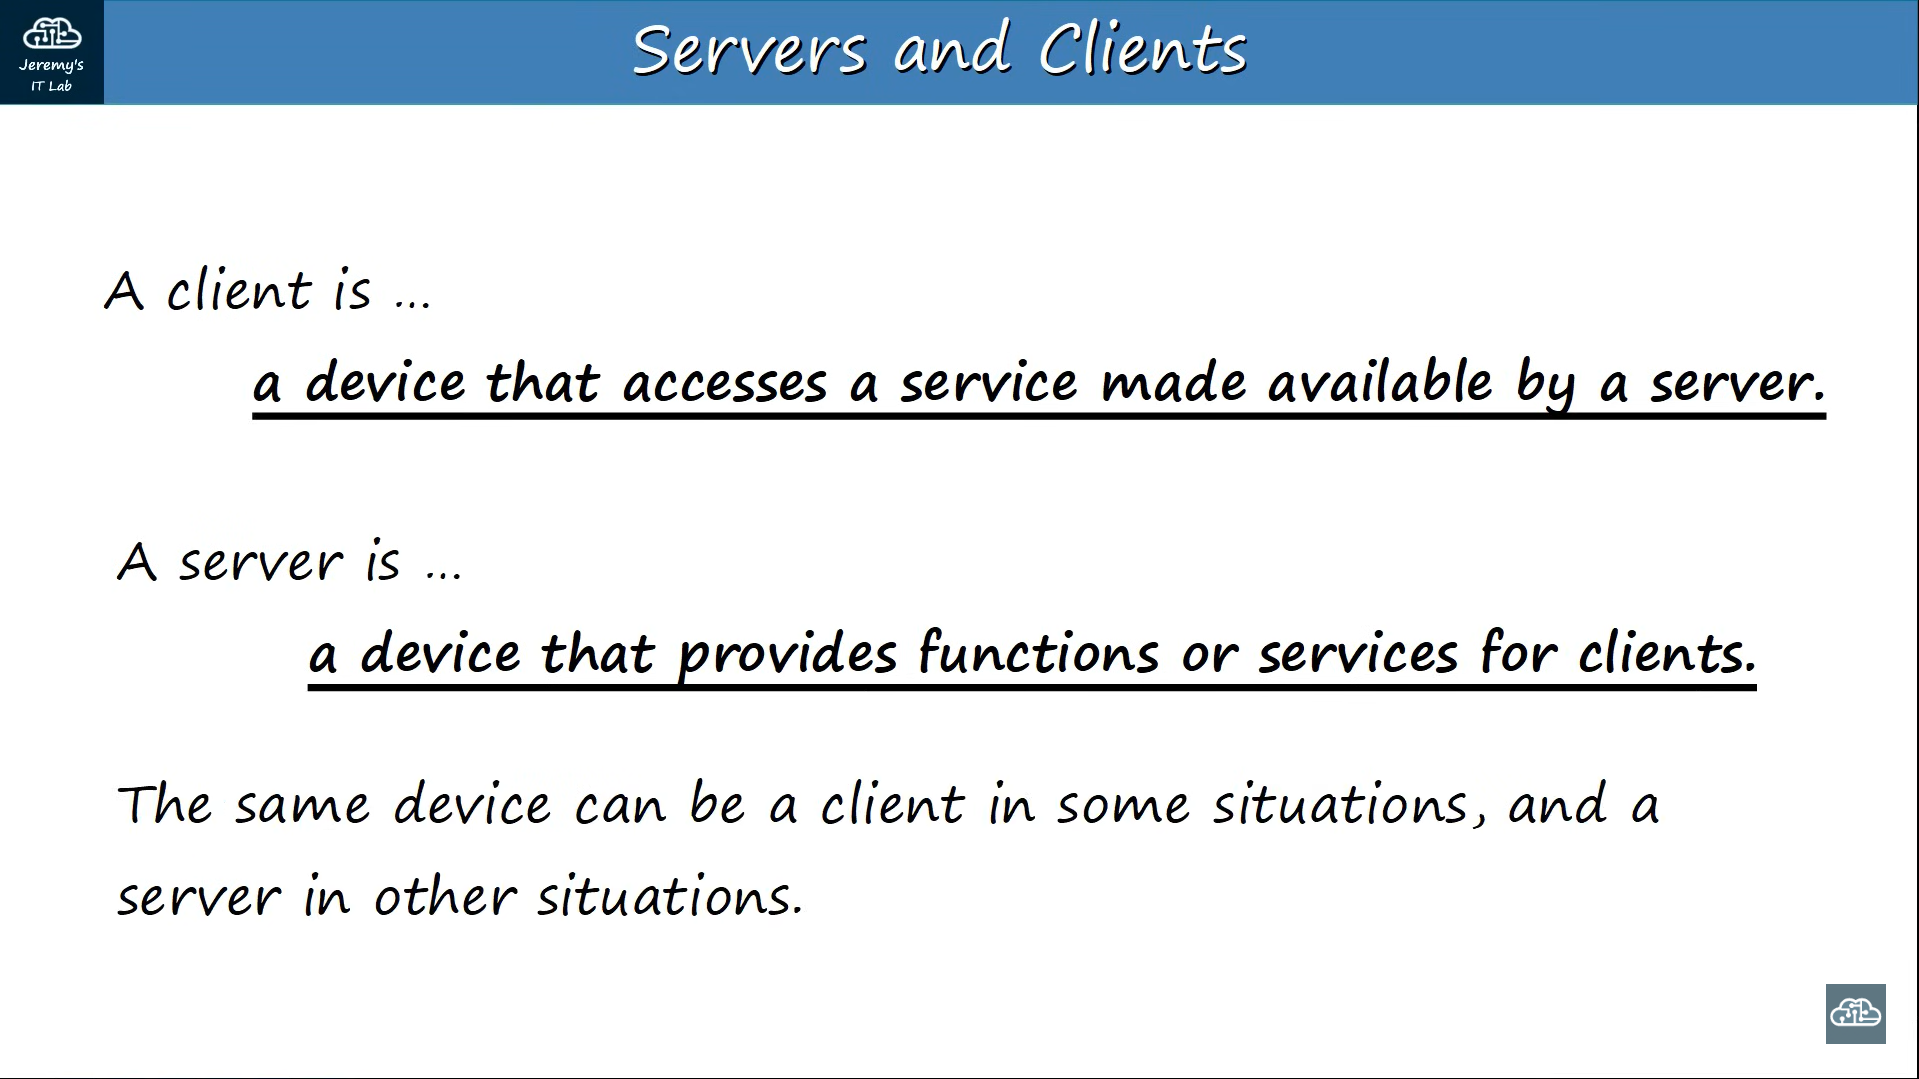 Jeremy's
IT Lab
Servers and Clients
A client is ...
a device that accesses a service made available by a server.
A server is ...
a device that provides functions or services for clients.
The same device can be a client in some situations, and a
server in other situations.